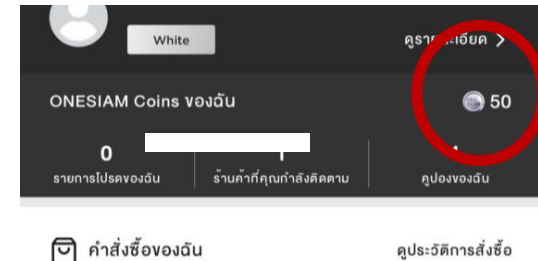 White
ดูรายละเอียด >
ONESIAM Coins ของฉัน
50
0
รายการโปรดของฉัน
ร้านค้าที่คุณกำลังติดตาม
คูปองของฉัน
คำสั่งซื้อของฉัน
ดูประวัติการสั่งซื้อ